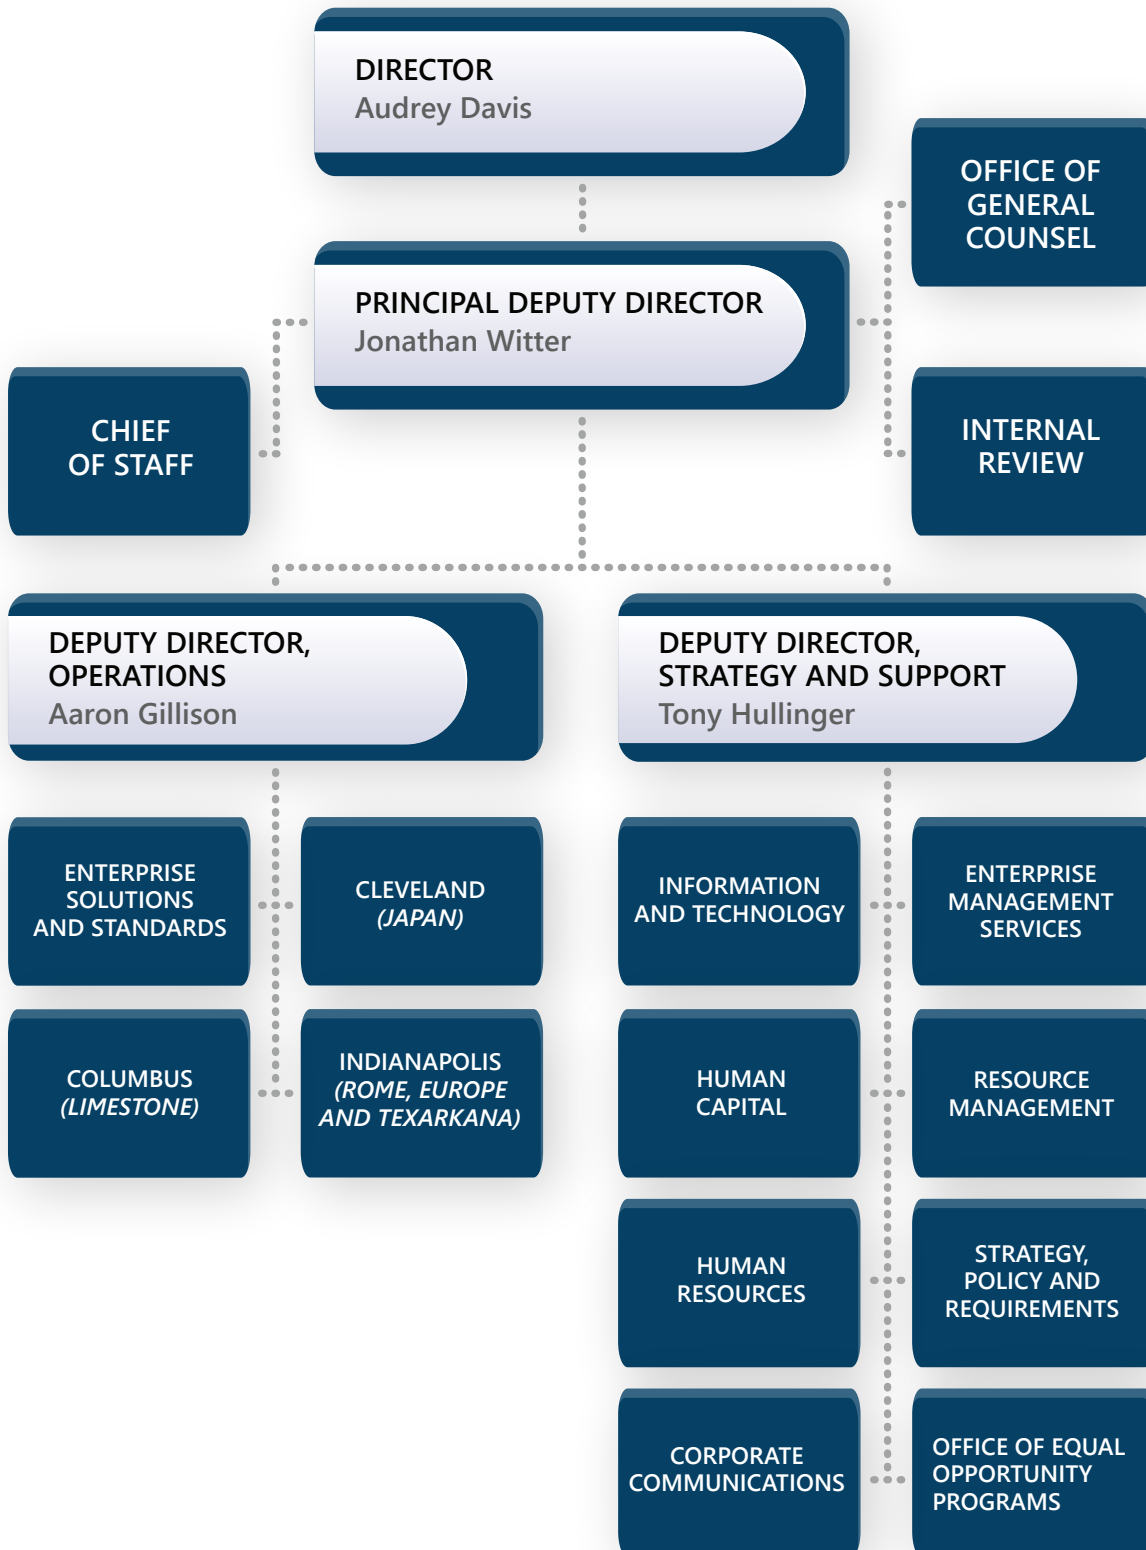 DIRECTOR
Audrey Davis
OFFICE OF
GENERAL
COUNSEL
PRINCIPAL DEPUTY DIRECTOR
Jonathan Witter
CHIEF
OF STAFF
INTERNAL
REVIEW
DEPUTY DIRECTOR,
OPERATIONS
Aaron Gillison
DEPUTY DIRECTOR,
STRATEGY AND SUPPORT
Tony Hullinger
ENTERPRISE
SOLUTIONS
AND STANDARDS
CLEVELAND
(JAPAN)
INFORMATION
AND TECHNOLOGY
ENTERPRISE
MANAGEMENT
SERVICES
COLUMBUS
(LIMESTONE)
INDIANAPOLIS
(ROME, EUROPE
AND TEXARKANA)
HUMAN
CAPITAL
RESOURCE
MANAGEMENT
HUMAN
RESOURCES
STRATEGY,
POLICY AND
REQUIREMENTS
CORPORATE
COMMUNICATIONS
OFFICE OF EQUAL
OPPORTUNITY
PROGRAMS